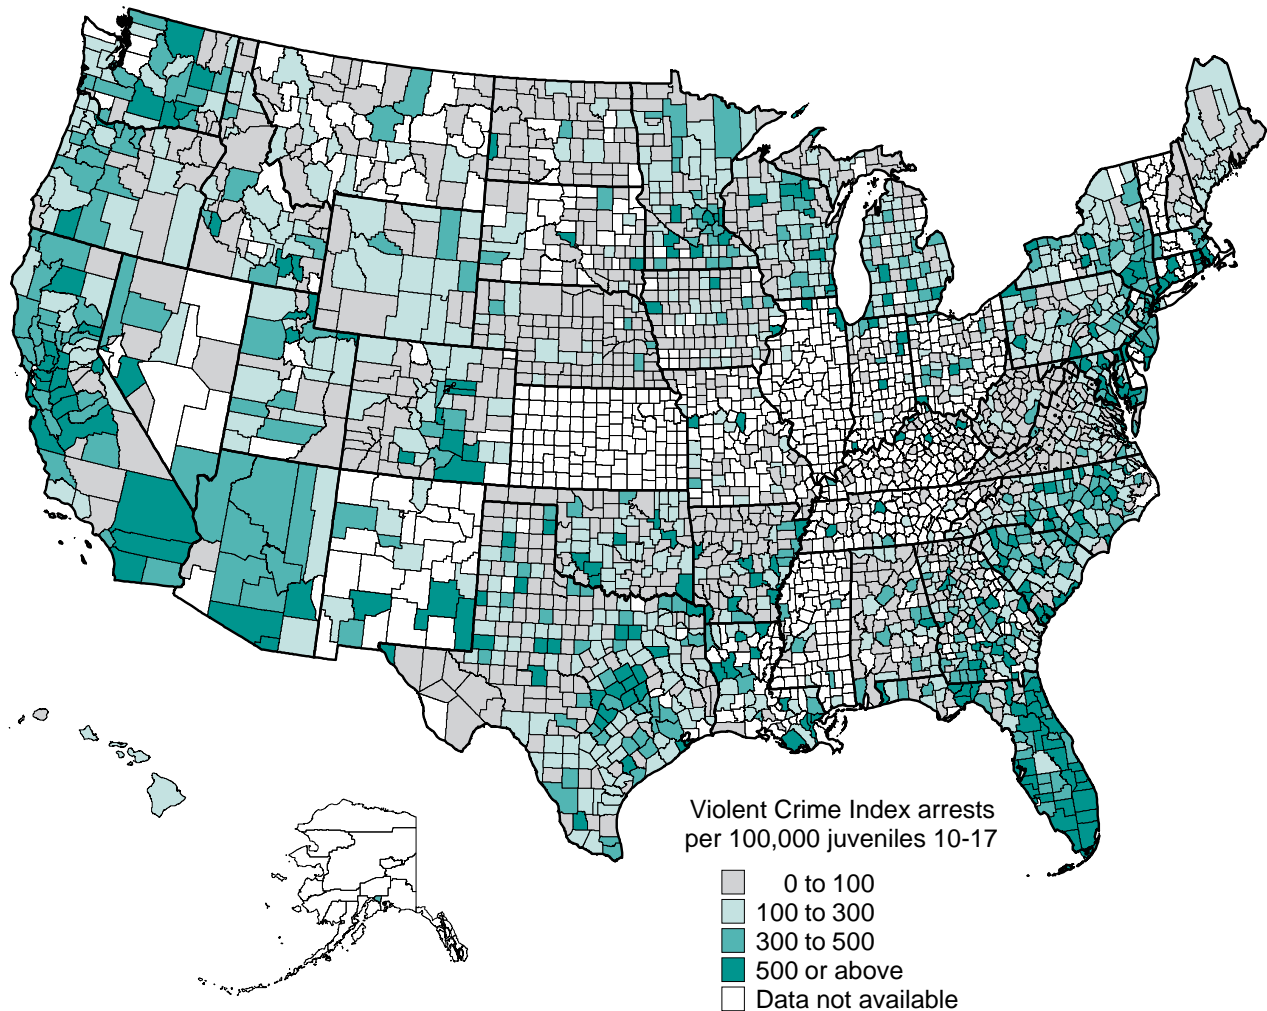 Violent Crime Index arrests
per 100,000 juveniles 10-17
0 to 100
100 to 300
300 to 500
500 or above
Data not available